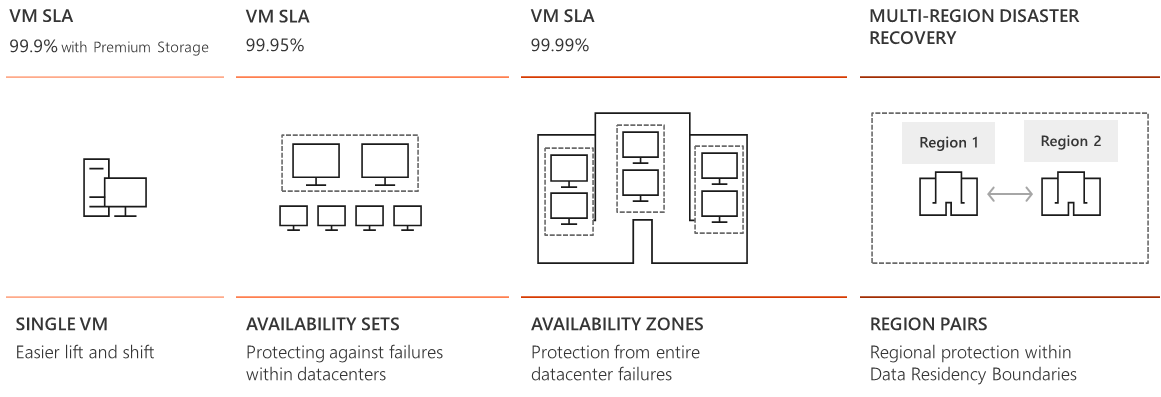 VM SLA
99.9% with Premium Storage
SINGLE VM
Easier lift and shift
VM SLA
99.95%
AVAILABILITY SETS
Protecting against failures
within datacenters
VM SLA
99.99%
AVAILABILITY ZONES
Protection from entire
datacenter failures
MULTI-REGION DISASTER
RECOVERY
Region 1
Region 2
REGION PAIRS
Regional protection within
Data Residency Boundaries